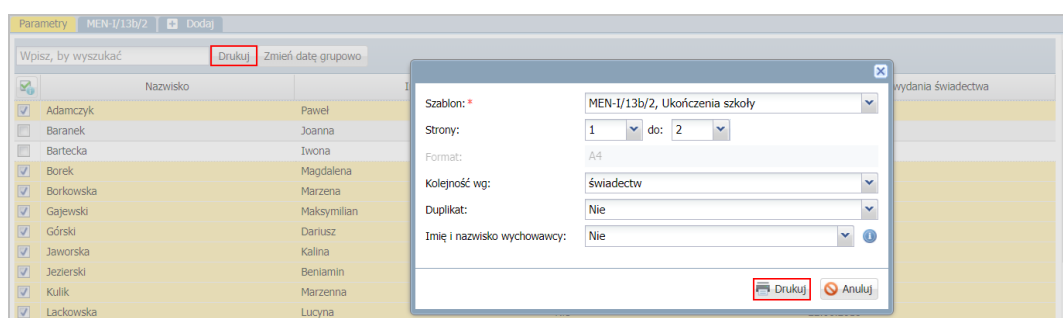 Parametry MEN-I/13b/2 Dodaj
Wpisz, by wyszukać Drukuj Zmień datę grupowo
Nazwisko wydania świadectwa
Adamczyk Paweł
Baranek Joanna
Bartecka Iwona
Borek Magdalena
Borkowska Marzena
Gajewski Maksymilian
Górski Dariusz
Jaworska Kalina
Jezierski Beniamin
Kulik Marzenna
Lackowska Lucyna
Szablon: * MEN-I/13b/2, Ukończenia szkoły
Strony: 1 do: 2
Format: A4
Kolejność wg: świadectw
Duplikat: Nie
Imię i nazwisko wychowawcy: Nie
Drukuj Anuluj